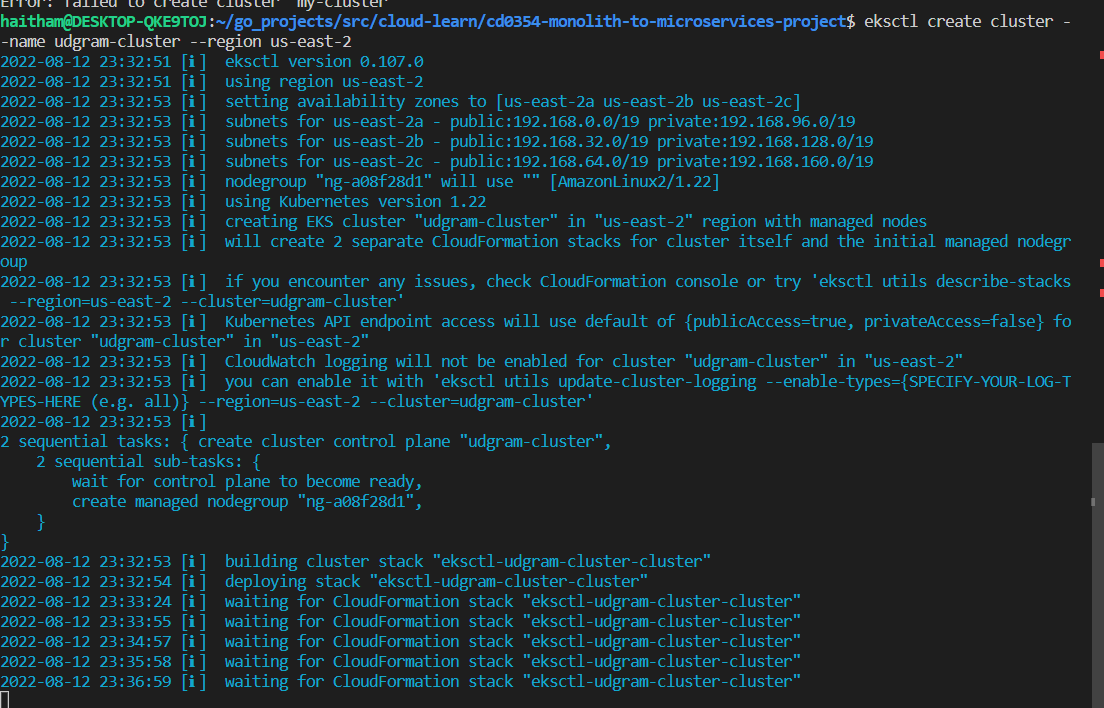 Error: failed to create cluster "my-cluster"
haitham@DESKTOP-QKE9TOJ:~/go_projects/src/cloud-learn/cd0354-monolith-to-microservices-project$ eksctl create cluster -
-name udgram-cluster --region us-east-2
2022-08-12 23:32:51 [ℹ]  eksctl version 0.107.0
2022-08-12 23:32:51 [ℹ]  using region us-east-2
2022-08-12 23:32:53 [ℹ]  setting availability zones to [us-east-2a us-east-2b us-east-2c]
2022-08-12 23:32:53 [ℹ]  subnets for us-east-2a - public:192.168.0.0/19 private:192.168.96.0/19
2022-08-12 23:32:53 [ℹ]  subnets for us-east-2b - public:192.168.32.0/19 private:192.168.128.0/19
2022-08-12 23:32:53 [ℹ]  subnets for us-east-2c - public:192.168.64.0/19 private:192.168.160.0/19
2022-08-12 23:32:53 [ℹ]  nodegroup "ng-a08f28d1" will use "" [AmazonLinux2/1.22]
2022-08-12 23:32:53 [ℹ]  using Kubernetes version 1.22
2022-08-12 23:32:53 [ℹ]  creating EKS cluster "udgram-cluster" in "us-east-2" region with managed nodes
2022-08-12 23:32:53 [ℹ]  will create 2 separate CloudFormation stacks for cluster itself and the initial managed nodegr
oup
2022-08-12 23:32:53 [ℹ]  if you encounter any issues, check CloudFormation console or try 'eksctl utils describe-stacks
 --region=us-east-2 --cluster=udgram-cluster'
2022-08-12 23:32:53 [ℹ]  Kubernetes API endpoint access will use default of {publicAccess=true, privateAccess=false} fo
r cluster "udgram-cluster" in "us-east-2"
2022-08-12 23:32:53 [ℹ]  CloudWatch logging will not be enabled for cluster "udgram-cluster" in "us-east-2"
2022-08-12 23:32:53 [ℹ]  you can enable it with 'eksctl utils update-cluster-logging --enable-types={SPECIFY-YOUR-LOG-T
YPES-HERE (e.g. all)} --region=us-east-2 --cluster=udgram-cluster'
2022-08-12 23:32:53 [ℹ]
2 sequential tasks: { create cluster control plane "udgram-cluster",
    2 sequential sub-tasks: {
        wait for control plane to become ready,
        create managed nodegroup "ng-a08f28d1",
    }
}
2022-08-12 23:32:53 [ℹ]  building cluster stack "eksctl-udgram-cluster-cluster"
2022-08-12 23:32:54 [ℹ]  deploying stack "eksctl-udgram-cluster-cluster"
2022-08-12 23:33:24 [ℹ]  waiting for CloudFormation stack "eksctl-udgram-cluster-cluster"
2022-08-12 23:33:55 [ℹ]  waiting for CloudFormation stack "eksctl-udgram-cluster-cluster"
2022-08-12 23:34:57 [ℹ]  waiting for CloudFormation stack "eksctl-udgram-cluster-cluster"
2022-08-12 23:35:58 [ℹ]  waiting for CloudFormation stack "eksctl-udgram-cluster-cluster"
2022-08-12 23:36:59 [ℹ]  waiting for CloudFormation stack "eksctl-udgram-cluster-cluster"